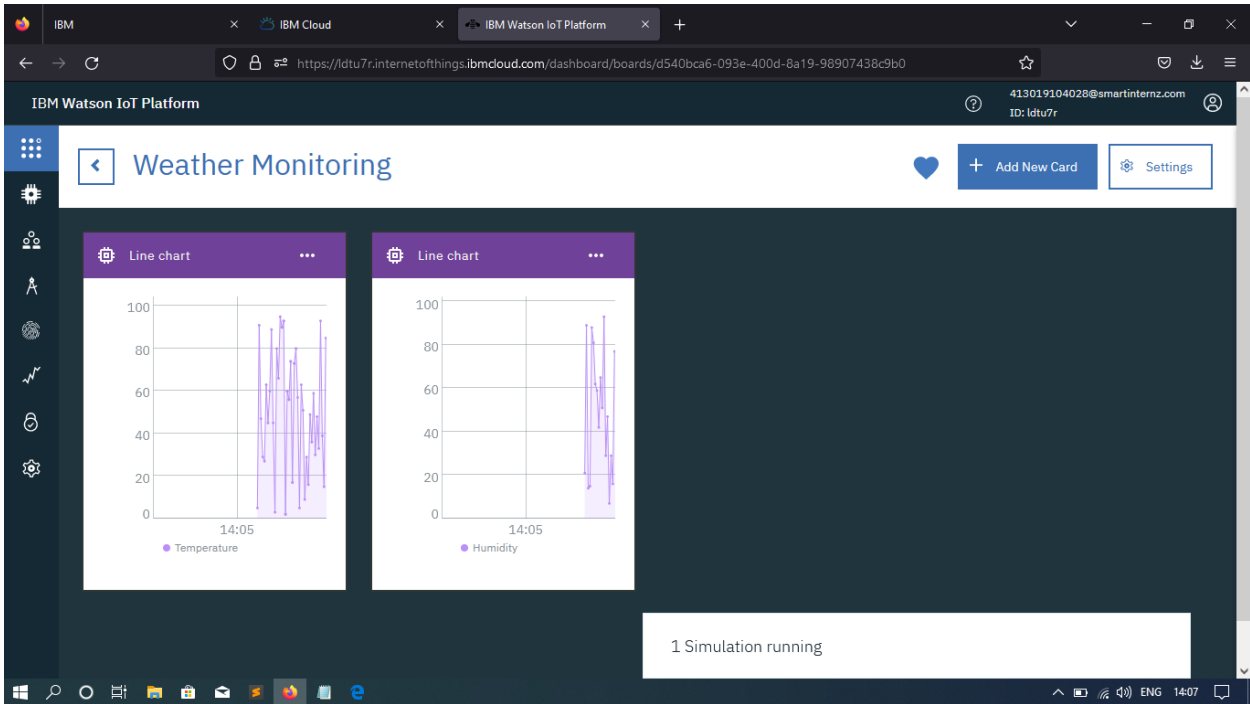 IBM
IBM Cloud
IBM Watson IoT Platform
https://ldtu7r.internetofthings.ibmcloud.com/dashboard/boards/d540bca6-093e-400d-8a19-98907438c9b0
IBM Watson IoT Platform
413019104028@smartinternz.com
ID: ldtu7r
Weather Monitoring
Add New Card
Settings
Line chart
100
80
60
40
20
0
14:05
Temperature
Line chart
100
80
60
40
20
0
14:05
Humidity
1 Simulation running
ENG
14:07